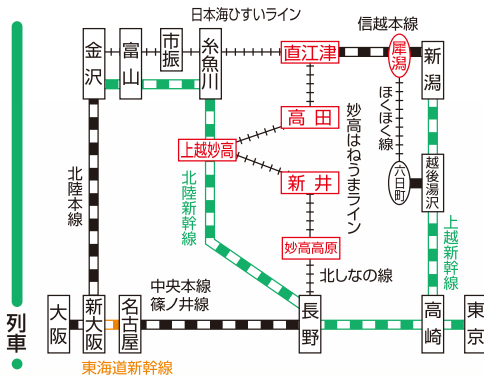 日本海ひすいライン
信越本線
金沢
富山
市振
糸魚川
直江津
犀潟
新潟
高田
妙高はねうまライン
ほくほく線
上越妙高
六日町
越後湯沢
北陸本線
北陸新幹線
新井
上越新幹線
妙高高原
北しなの線
中央本線
篠ノ井線
大阪
新大阪
名古屋
長野
高崎
東京
東海道新幹線
列車